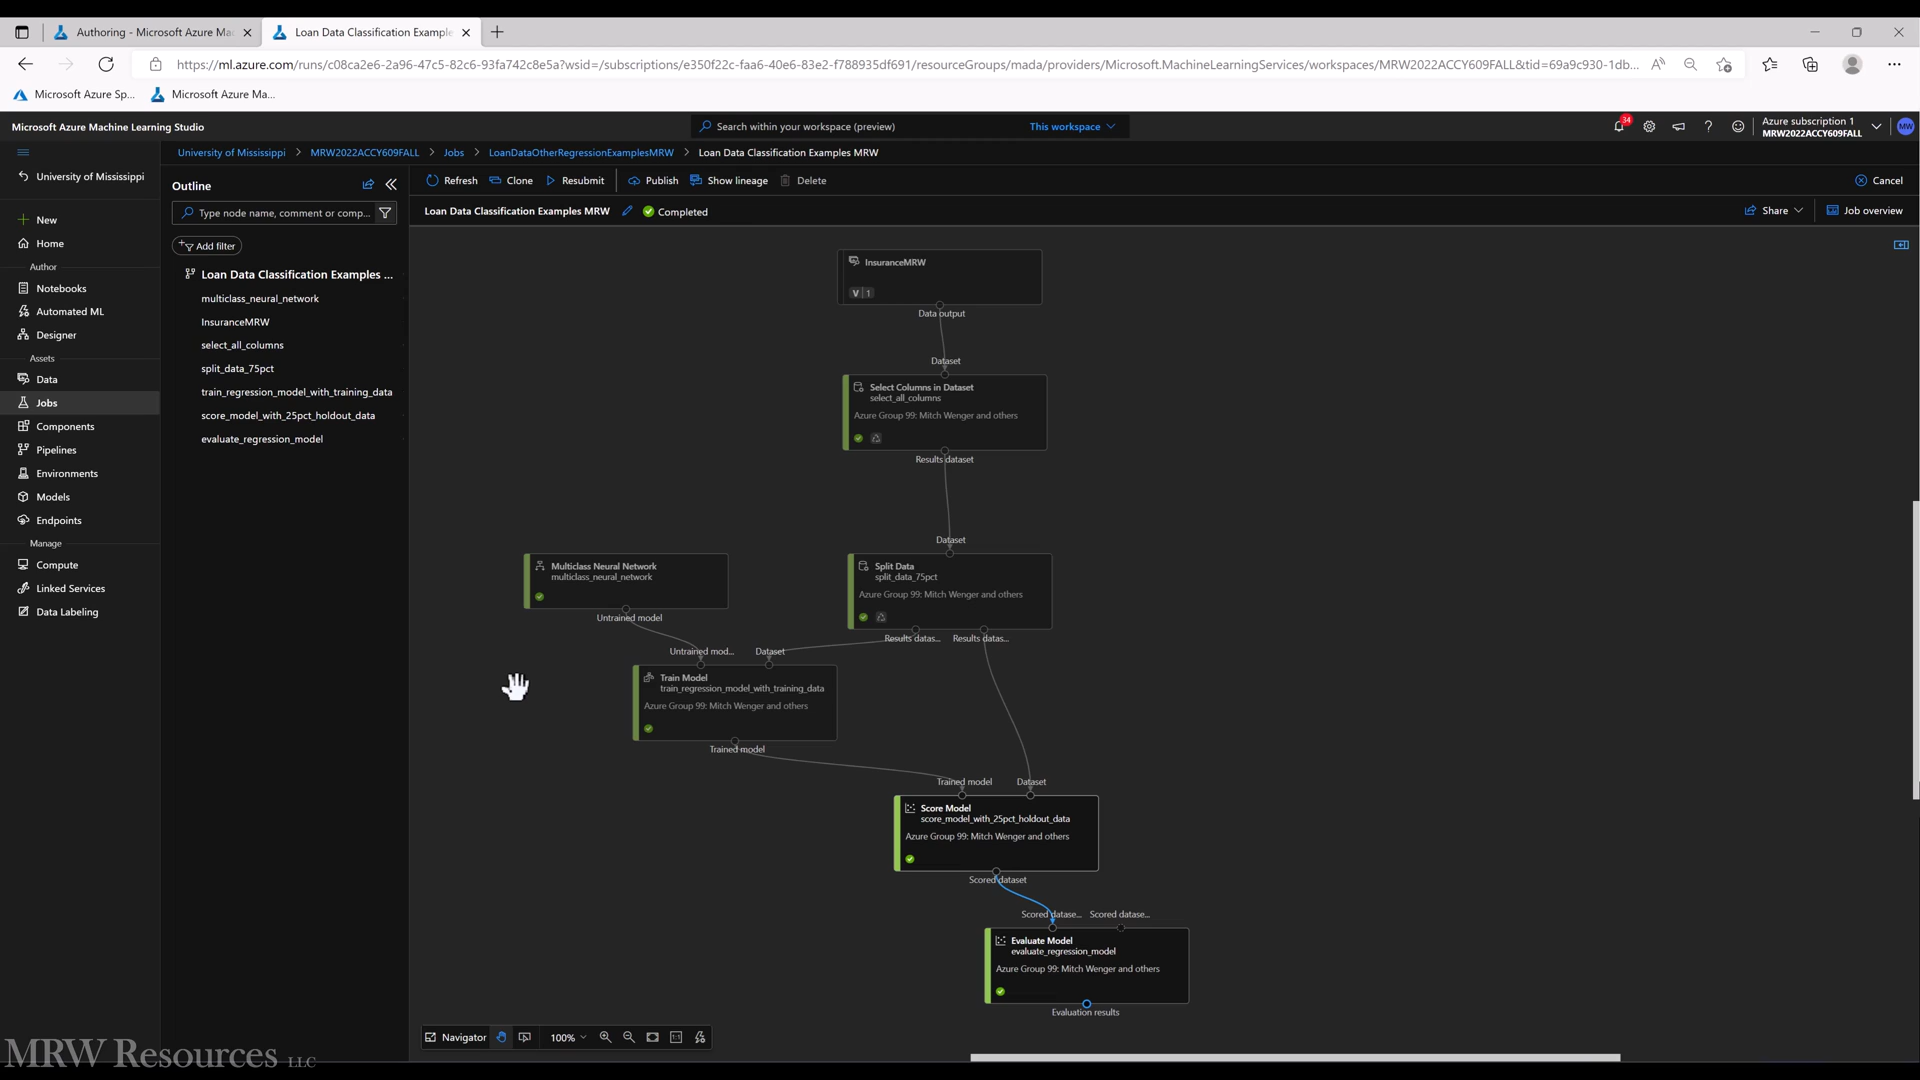 Authoring - Microsoft Azure Mac
Loan Data Classification Example
https://ml.azure.com/runs/c08ca2e6-2a96-47c5-82c6-93fa742c8e5a?wsid=/subscriptions/e350f22c-faa6-40e6-83e2-f788935df691/resourceGroups/mada/providers/Microsoft.MachineLearningServices/workspaces/MRW2022ACCY609FALL&tid=69a9c930-1db...
Microsoft Azure Sp...
Microsoft Azure Ma...
Microsoft Azure Machine Learning Studio
Search within your workspace (preview)
This workspace
34
Azure subscription 1
MRW2022ACCY609FALL
MW
University of Mississippi > MRW2022ACCY609FALL > Jobs > LoanDataOtherRegressionExamplesMRW > Loan Data Classification Examples MRW
University of Mississippi
New
Home
Author
Notebooks
Automated ML
Designer
Assets
Data
Jobs
Components
Pipelines
Environments
Models
Endpoints
Manage
Compute
Linked Services
Data Labeling
Outline
Type node name, comment or comp...
Add filter
Loan Data Classification Examples ...
multiclass_neural_network
InsuranceMRW
select_all_columns
split_data_75pct
train_regression_model_with_training_data
score_model_with_25pct_holdout_data
evaluate_regression_model
Refresh
Clone
Resubmit
Publish
Show lineage
Delete
Cancel
Loan Data Classification Examples MRW
Completed
Share
Job overview
InsuranceMRW
V 1
Data output
Dataset
Select Columns in Dataset
select_all_columns
Azure Group 99: Mitch Wenger and others
Results dataset
Dataset
Multiclass Neural Network
multiclass_neural_network
Untrained model
Split Data
split_data_75pct
Azure Group 99: Mitch Wenger and others
Results datas...
Results datas...
Untrained mod...
Dataset
Train Model
train_regression_model_with_training_data
Azure Group 99: Mitch Wenger and others
Trained model
Trained model
Dataset
Score Model
score_model_with_25pct_holdout_data
Azure Group 99: Mitch Wenger and others
Scored dataset
Scored datase...
Scored datase...
Evaluate Model
evaluate_regression_model
Azure Group 99: Mitch Wenger and others
Evaluation results
Navigator
100%
1:1
MRW Resources LLC